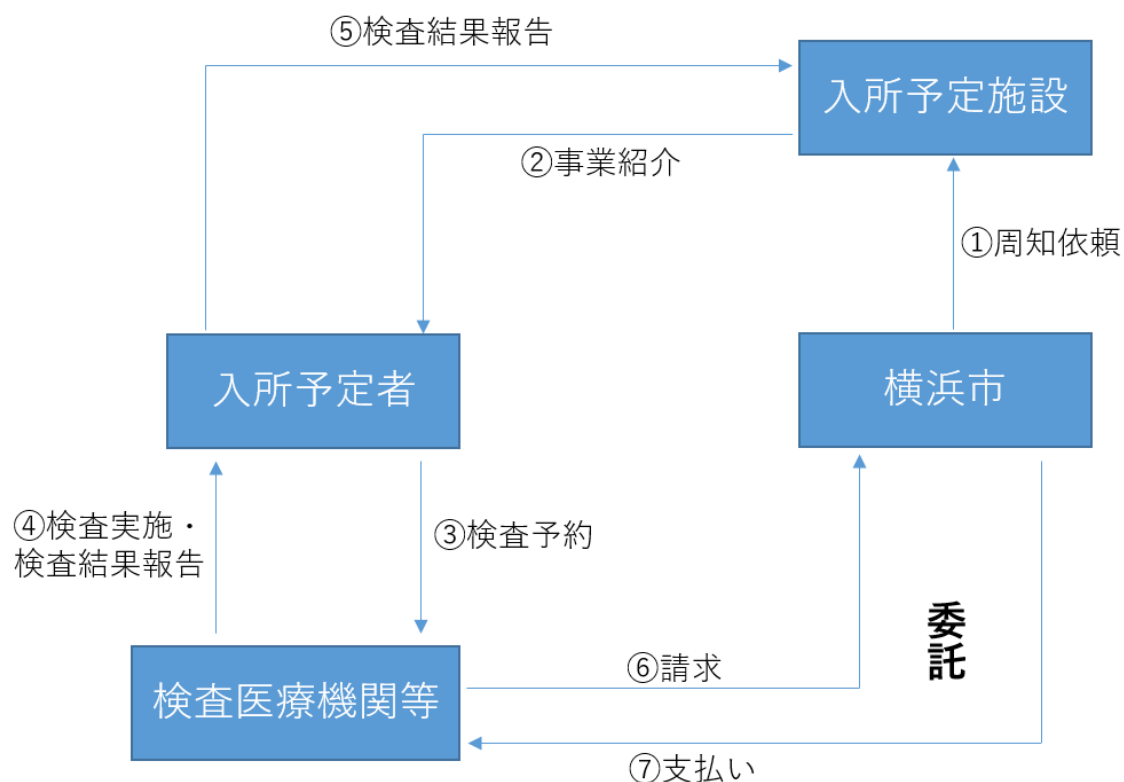 ⑤検査結果報告
入所予定施設
②事業紹介
①周知依頼
入所予定者
横浜市
④検査実施・
検査結果報告
③検査予約
委託
検査医療機関等
⑥請求
⑦支払い